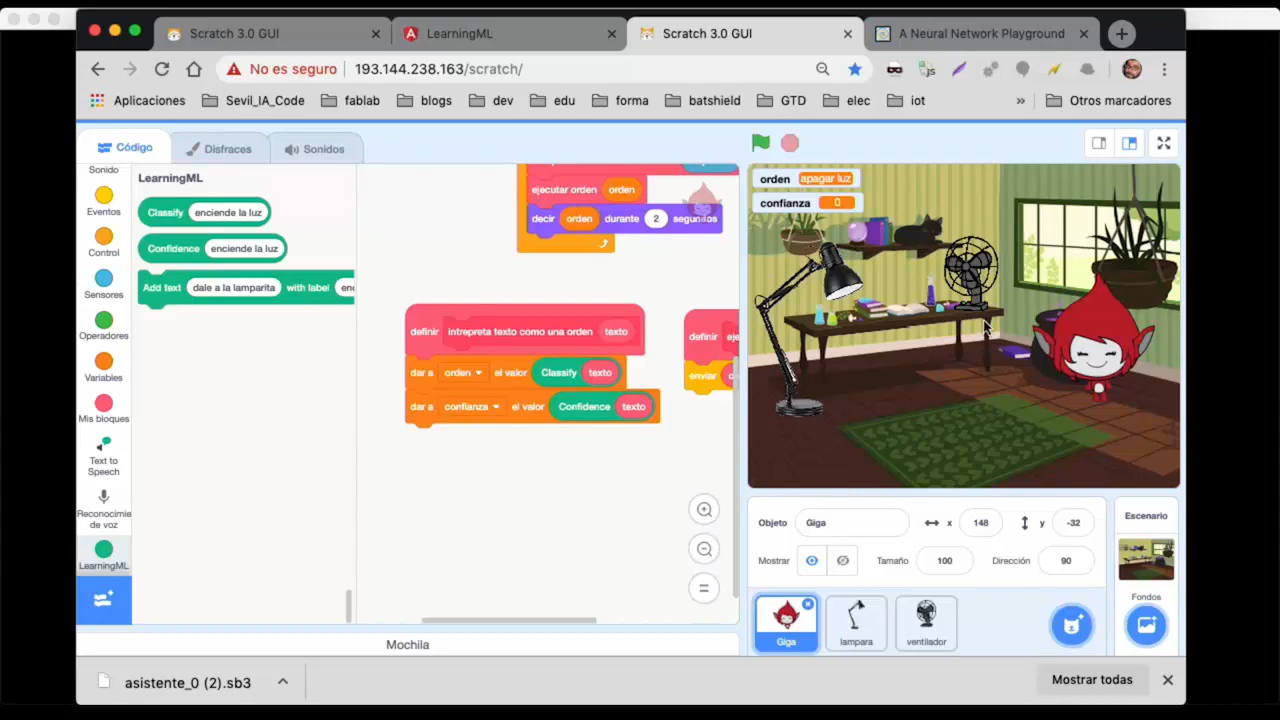 Scratch 3.0 GUI
LearningML
Scratch 3.0 GUI
A Neural Network Playground
No es seguro
193.144.238.163/scratch/
Aplicaciones
Sevil_IA_Code
fablab
blogs
dev
edu
forma
batshield
GTD
elec
iot
»
Otros marcadores
Código
Disfraces
Sonidos
Sonido
Eventos
Control
Sensores
Operadores
Variables
Mis bloques
Text to
Speech
Reconocimie
de voz
LearningML
LearningML
Classify enciende la luz
Confidence enciende la luz
Add text dale a la lamparita with label
ejecutar orden orden
decir orden durante 2 segundos
definir intrepreta texto como una orden texto
dar a orden el valor Classify texto
dar a confianza el valor Confidence texto
definir eje
enviar
Mochila
orden apagar luz
confianza 0
Objeto Giga x 148 y -32
Mostrar Tamaño 100 Dirección 90
Giga
lampara
ventilador
Escenario
Fondos
asistente_0 (2).sb3
Mostrar todas